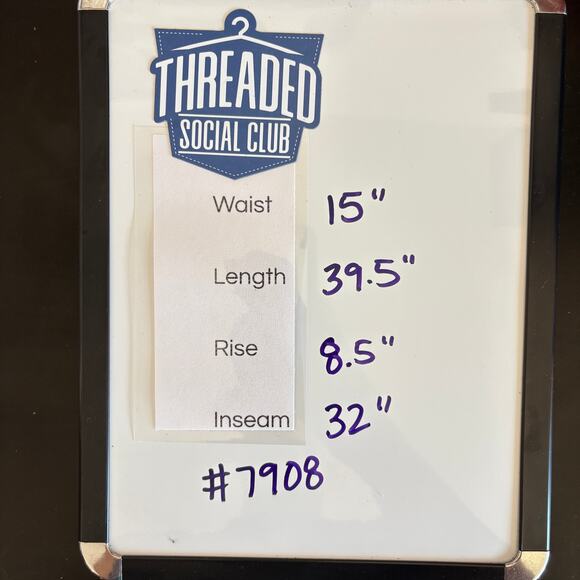 THREADED
SOCIAL CLUB
Waist 15"
Length 39.5"
Rise 8.5"
Inseam 32"
#7908